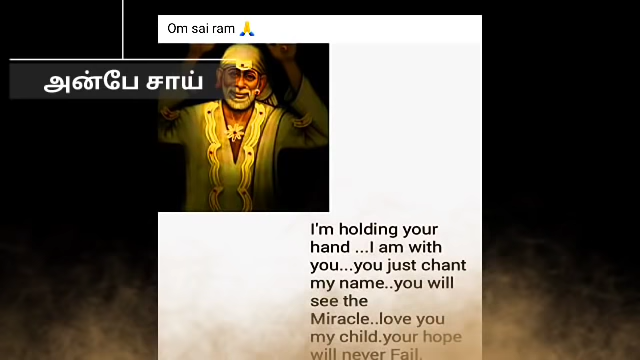 Om sai ram 🙏
அன்பே சாய்
I'm holding your
hand ...I am with
you...you just chant
my name..you will
see the
Miracle..love you
my child.your hope
will never Fail.